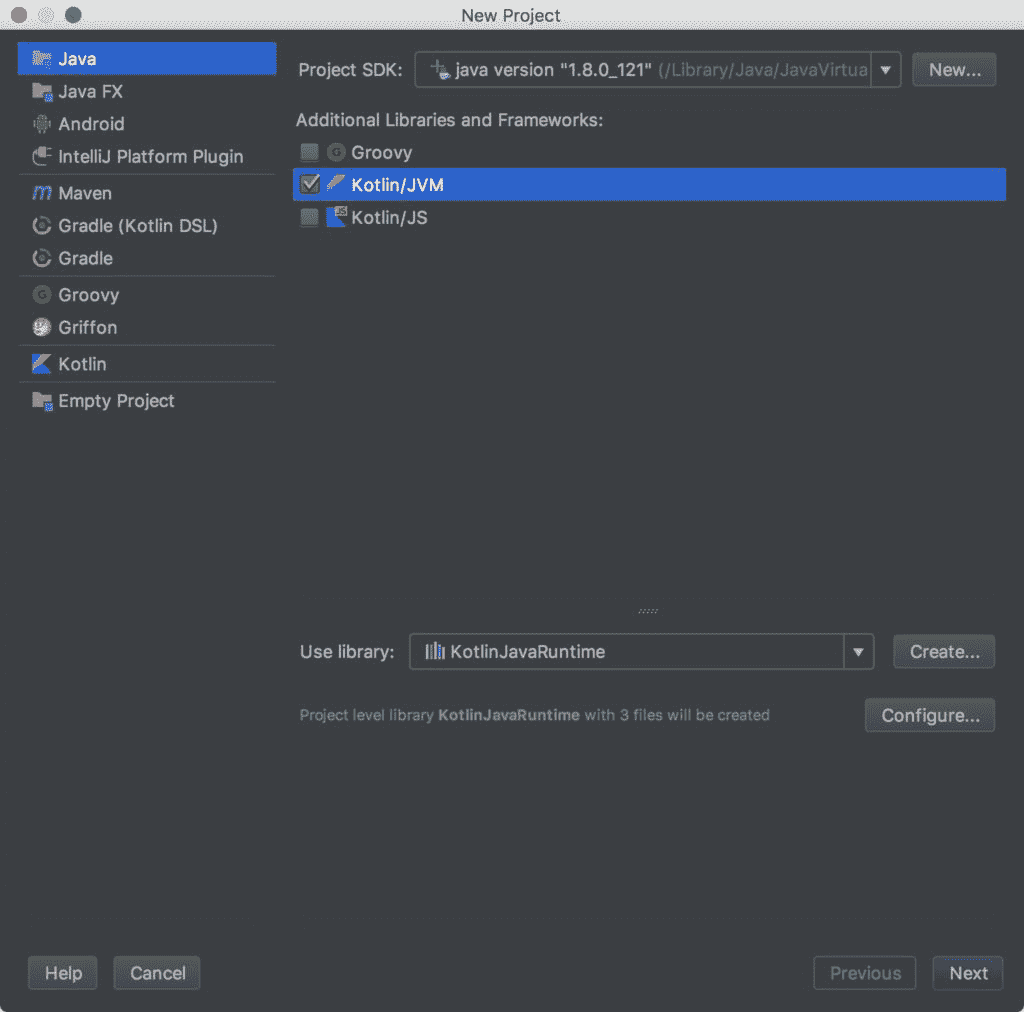 New Project
Java
Java FX
Android
IntelliJ Platform Plugin
Maven
Gradle (Kotlin DSL)
Gradle
Groovy
Griffon
Kotlin
Empty Project
Project SDK: java version "1.8.0_121" (/Library/Java/JavaVirtua New...
Additional Libraries and Frameworks:
Groovy
Kotlin/JVM
Kotlin/JS
Use library: KotlinJavaRuntime Create...
Project level library KotlinJavaRuntime with 3 files will be created Configure...
Help Cancel Previous Next